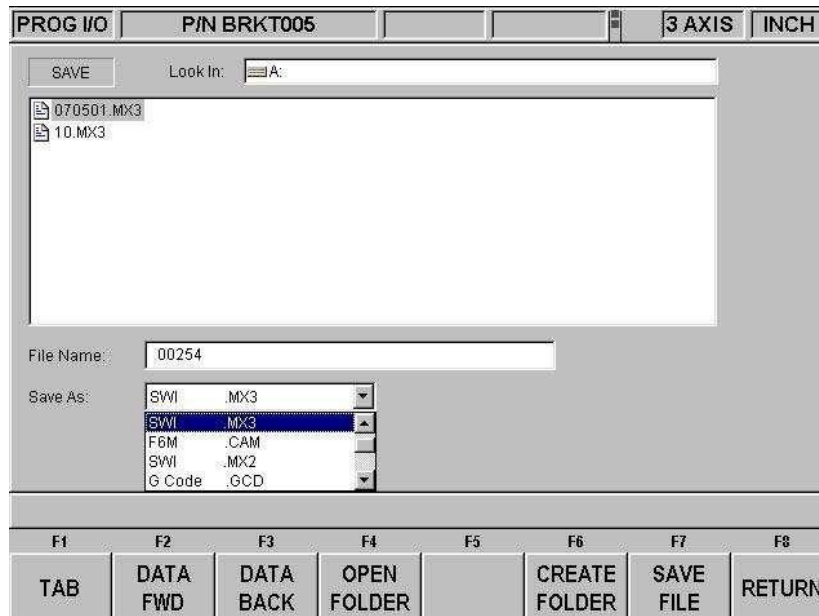 PROG I/O P/N BRKT005 3 AXIS INCH
SAVE Look In: A:
070501.MX3
10.MX3
File Name: 00254
Save As: SWI .MX3
SWI .MX3
F6M .CAM
SWI .MX2
G Code .GCD
F1 F2 F3 F4 F5 F6 F7 F8
TAB DATA DATA OPEN CREATE SAVE RETURN
FWD BACK FOLDER FOLDER FILE